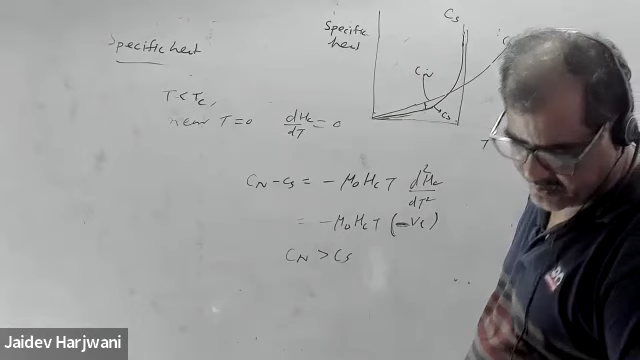 Specific heat
Specific heat
Cs
T < Tc,
near T = 0 dHc/dT = 0
CN
Cs
T
CN - Cs = - μ0 Hc T d²Hc/dT²
= - μ0 Hc T (-ve)
CN > Cs
Jaidev Harjwani